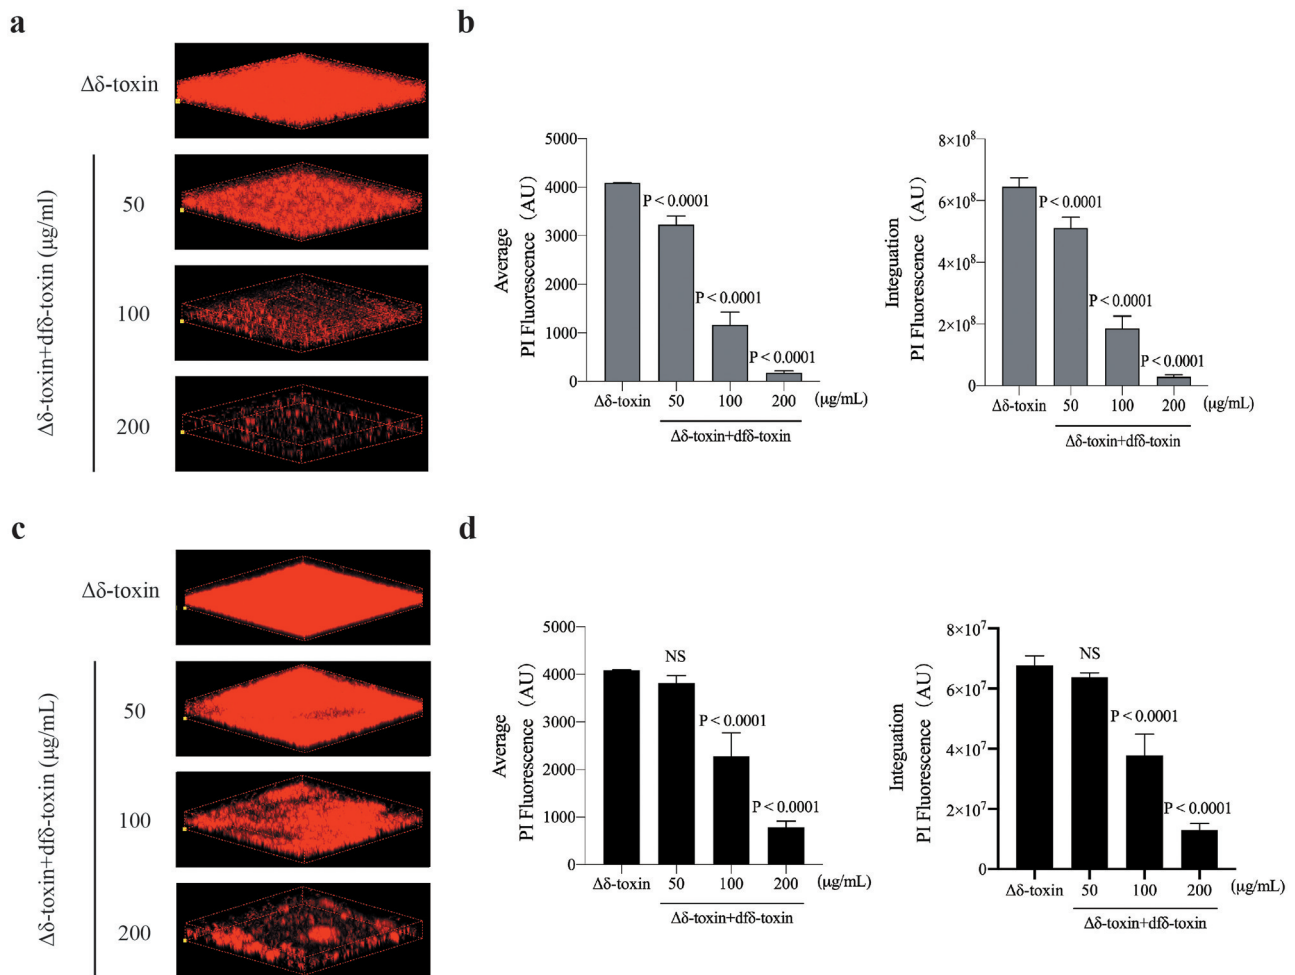 a
Δδ-toxin
50
100
200
Δδ-toxin+dfδ-toxin (μg/ml)
b
5000
4000
3000
2000
1000
0
Average
PI Fluorescence (AU)
P < 0.0001
P < 0.0001
P < 0.0001
Δδ-toxin
50
100
200
(μg/mL)
Δδ-toxin+dfδ-toxin
8×10⁸
6×10⁸
4×10⁸
2×10⁸
0
Integuation
PI Fluorescence (AU)
P < 0.0001
P < 0.0001
P < 0.0001
Δδ-toxin
50
100
200
(μg/mL)
Δδ-toxin+dfδ-toxin
c
Δδ-toxin
50
100
200
Δδ-toxin+dfδ-toxin (μg/mL)
d
5000
4000
3000
2000
1000
0
Average
PI Fluorescence (AU)
NS
P < 0.0001
P < 0.0001
Δδ-toxin
50
100
200
(μg/mL)
Δδ-toxin+dfδ-toxin
8×10⁷
6×10⁷
4×10⁷
2×10⁷
0
Integuation
PI Fluorescence (AU)
NS
P < 0.0001
P < 0.0001
Δδ-toxin
50
100
200
(μg/mL)
Δδ-toxin+dfδ-toxin